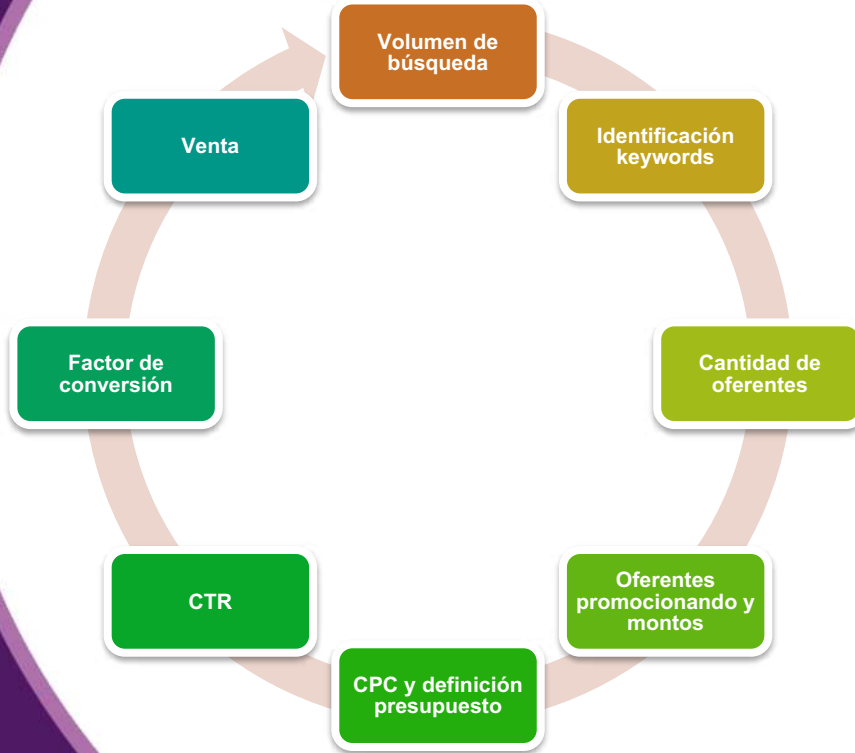 Volumen de
búsqueda
Identificación
keywords
Cantidad de
oferentes
Oferentes
promocionando y
montos
CPC y definición
presupuesto
CTR
Factor de
conversión
Venta